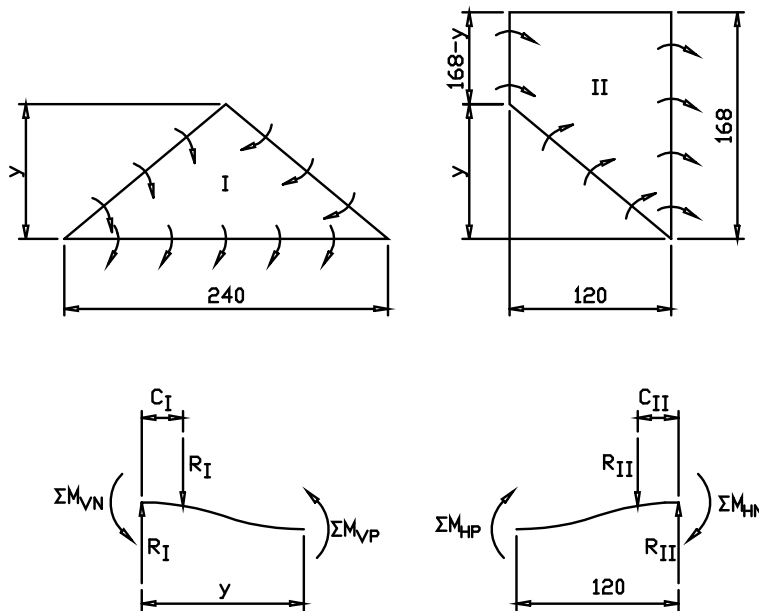 168-y
II
168
y
I
y
240
120
C_I
C_II
R_I
R_II
ΣM_VN
ΣM_VP
ΣM_HP
ΣM_HN
R_I
R_II
y
120